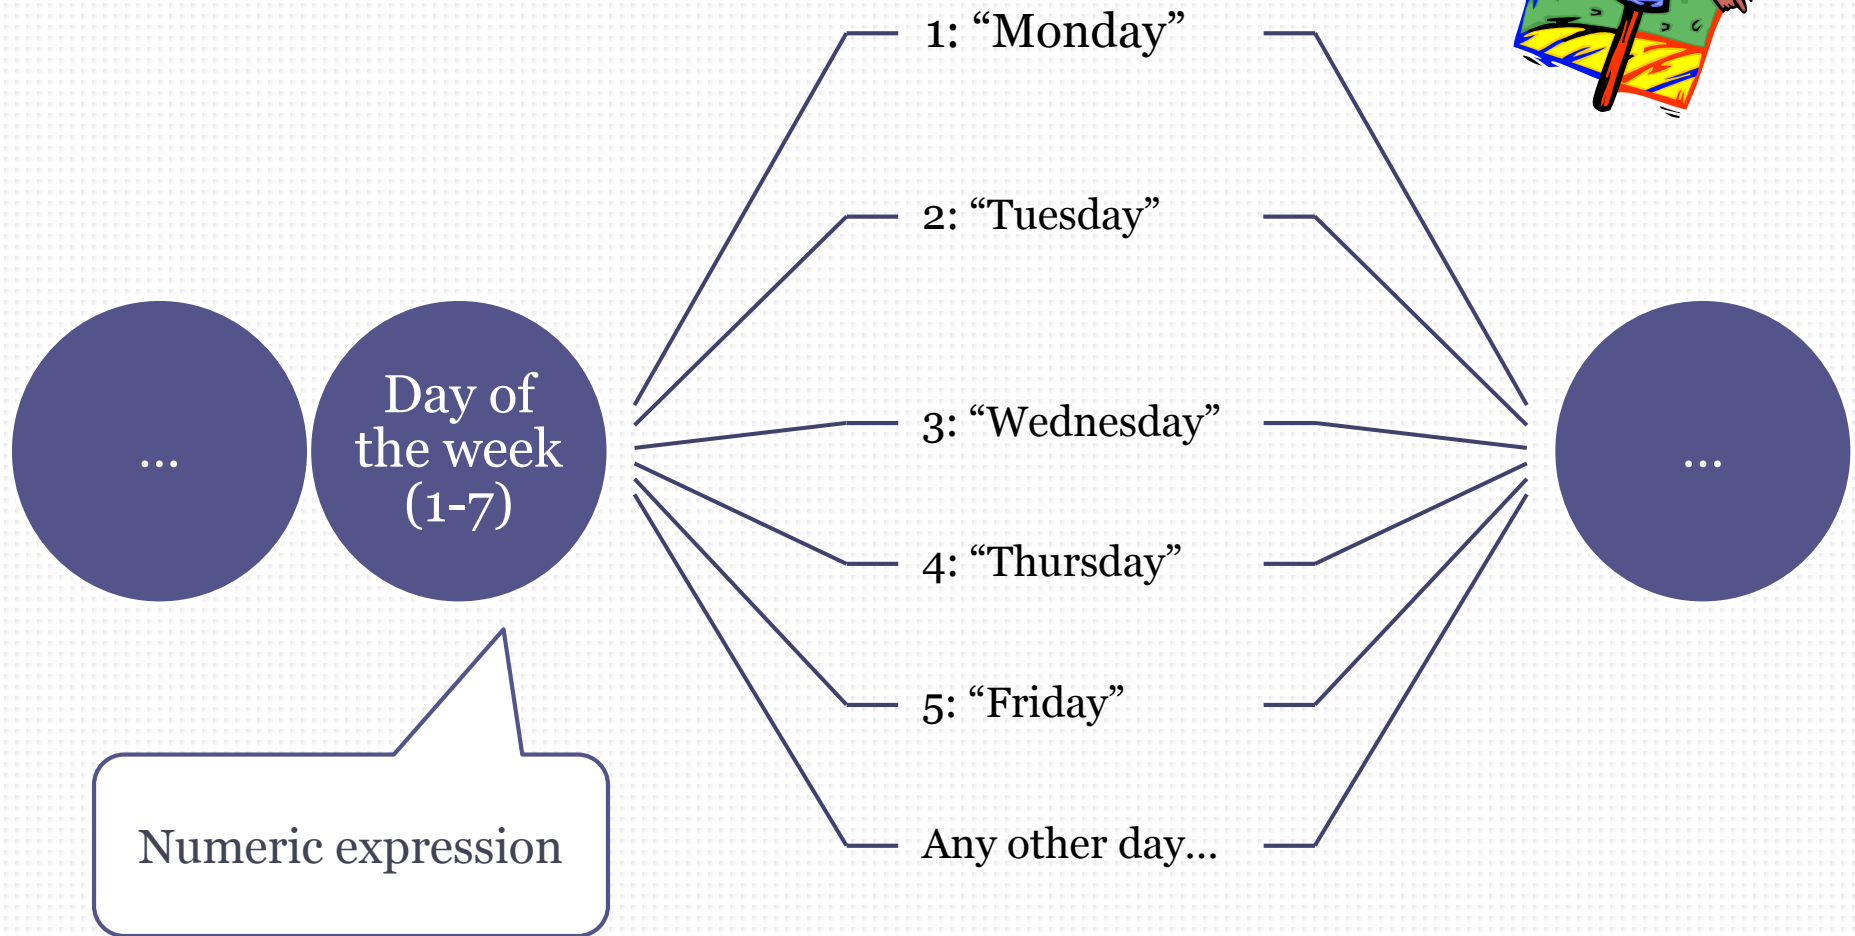 ...
Day of
the week
(1-7)
1: “Monday”
2: “Tuesday”
3: “Wednesday”
4: “Thursday”
5: “Friday”
Any other day...
...
Numeric expression